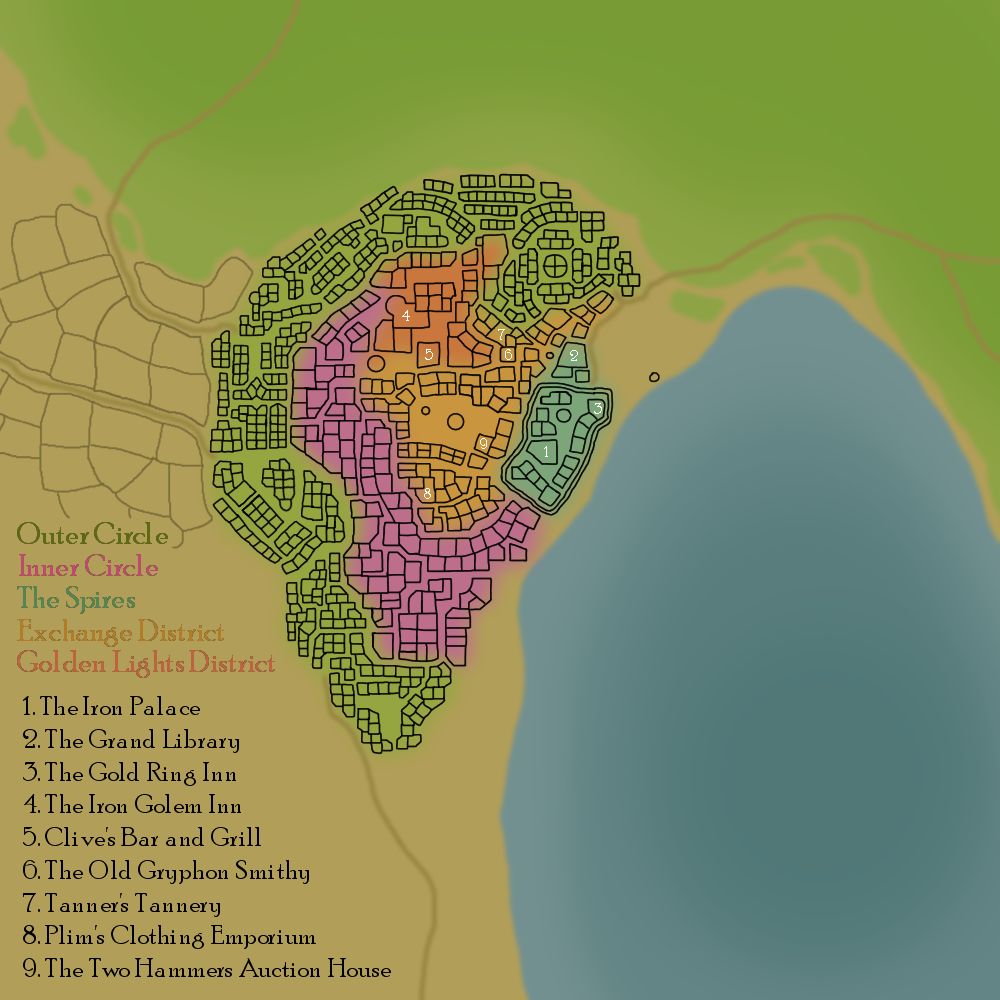 7
6
2
4
5
3
9
1
8
Outer Circle
Inner Circle
The Spires
Exchange District
Golden Lights District
1. The Iron Palace
2. The Grand Library
3. The Gold Ring Inn
4. The Iron Golem Inn
5. Clive's Bar and Grill
6. The Old Gryphon Smithy
7. Tanner's Tannery
8. Plim's Clothing Emporium
9. The Two Hammers Auction House